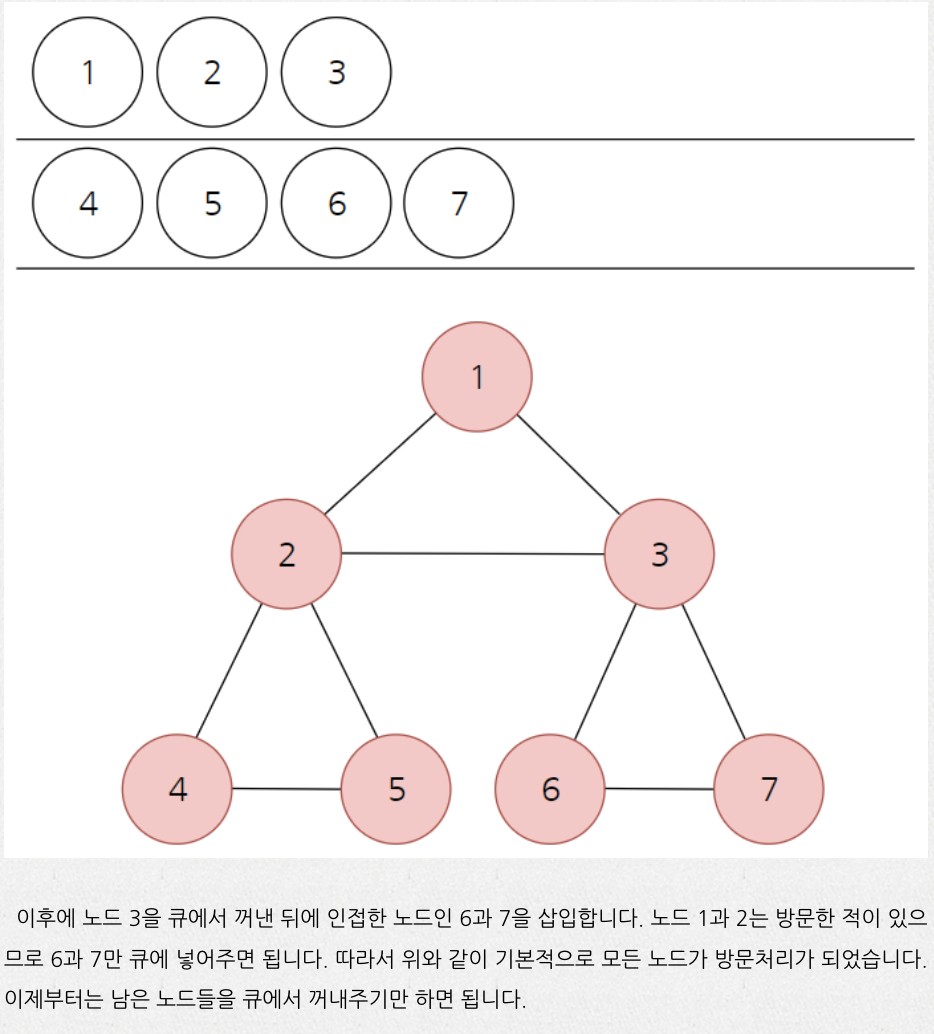 1 2 3
4 5 6 7
1
2 3
4 5 6 7
이후에 노드 3을 큐에서 꺼낸 뒤에 인접한 노드인 6과 7을 삽입합니다. 노드 1과 2는 방문한 적이 있으
므로 6과 7만 큐에 넣어주면 됩니다. 따라서 위와 같이 기본적으로 모든 노드가 방문처리가 되었습니다.
이제부터는 남은 노드들을 큐에서 꺼내주기만 하면 됩니다.